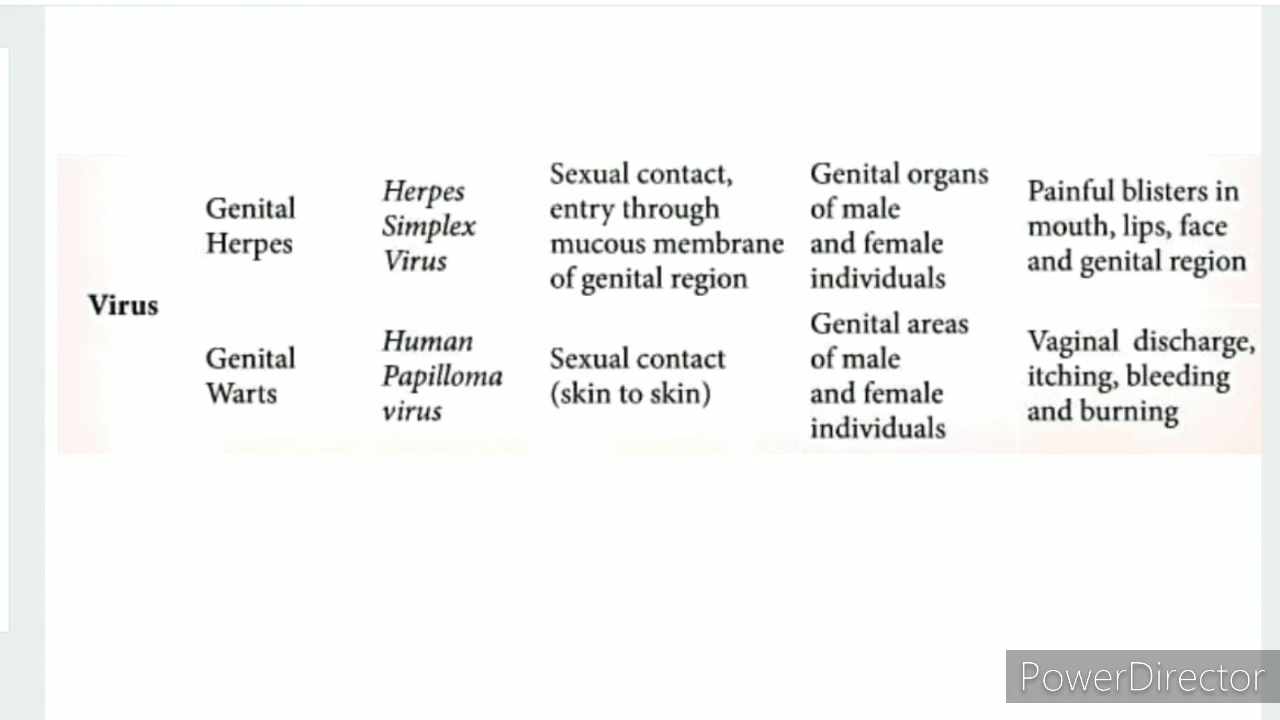 Virus
Genital
Herpes
Herpes
Simplex
Virus
Sexual contact,
entry through
mucous membrane
of genital region
Genital organs
of male
and female
individuals
Painful blisters in
mouth, lips, face
and genital region
Genital
Warts
Human
Papilloma
virus
Sexual contact
(skin to skin)
Genital areas
of male
and female
individuals
Vaginal discharge,
itching, bleeding
and burning
PowerDirector